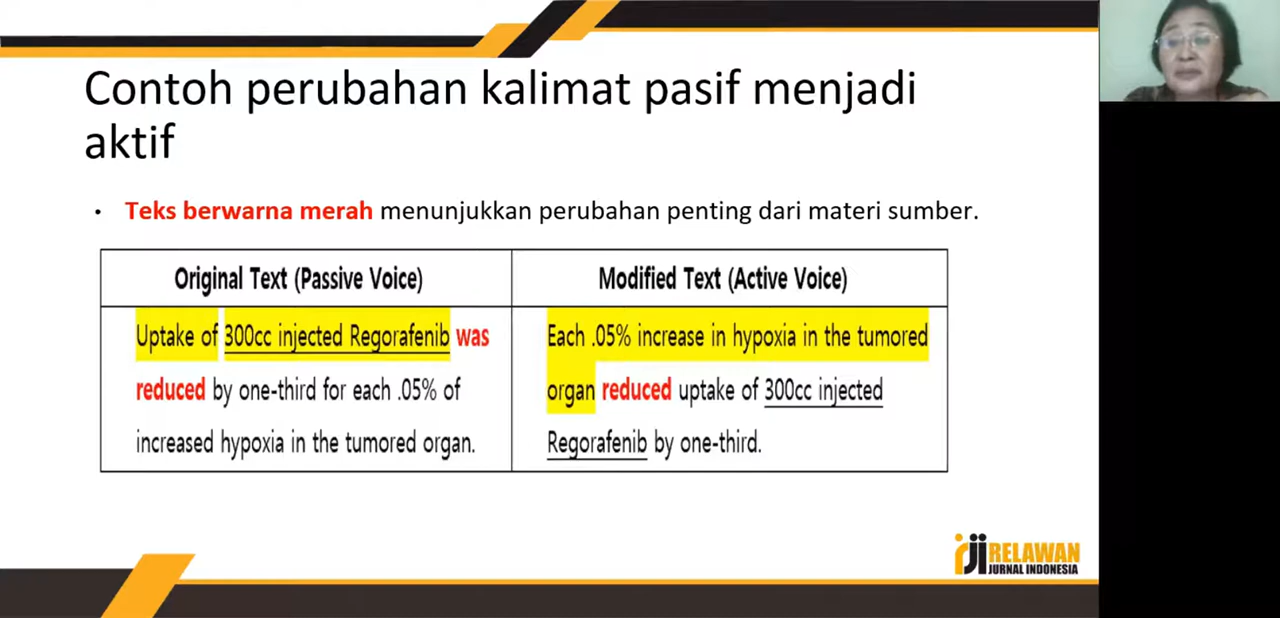 Contoh perubahan kalimat pasif menjadi
aktif
• Teks berwarna merah menunjukkan perubahan penting dari materi sumber.
Original Text (Passive Voice)
Uptake of 300cc injected Regorafenib was
reduced by one-third for each .05% of
increased hypoxia in the tumored organ.
Modified Text (Active Voice)
Each .05% increase in hypoxia in the tumored
organ reduced uptake of 300cc injected
Regorafenib by one-third.
rji RELAWAN
JURNAL INDONESIA